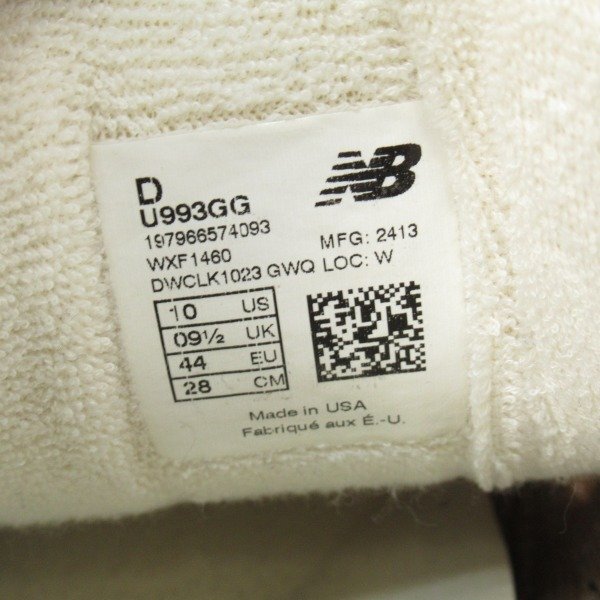 D
NB
U993GG
197966574093
WXF1460 MFG: 2413
DWCLK1023 GWQ LOC: W
10 US
09½ UK
44 EU
28 CM
Made in USA
Fabriqué aux É.-U.